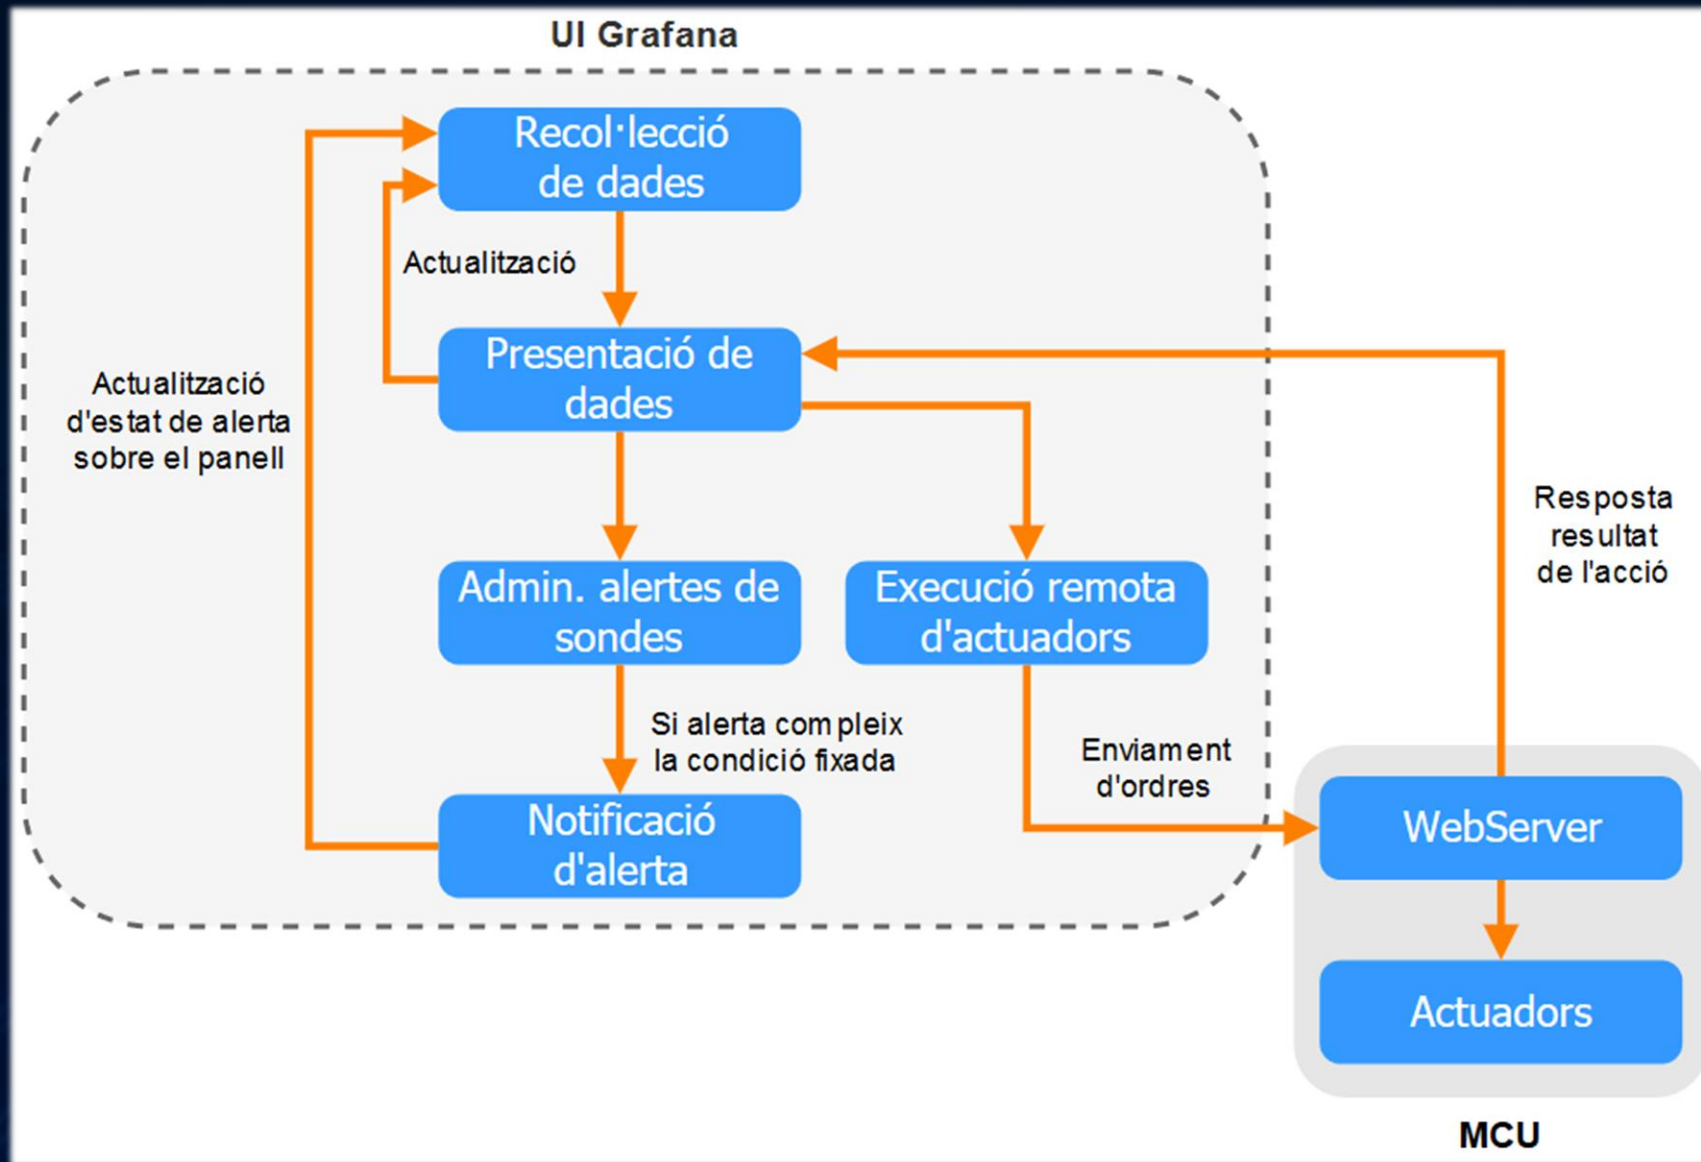 UI Grafana
Recol·lecció
de dades
Actualització
Presentació de
dades
Actualització
d'estat de alerta
sobre el panell
Resposta
resultat
de l'acció
Admin. alertes de
sondes
Execució remota
d'actuadors
Si alerta compleix
la condició fixada
Enviament
d'ordres
Notificació
d'alerta
WebServer
Actuadors
MCU